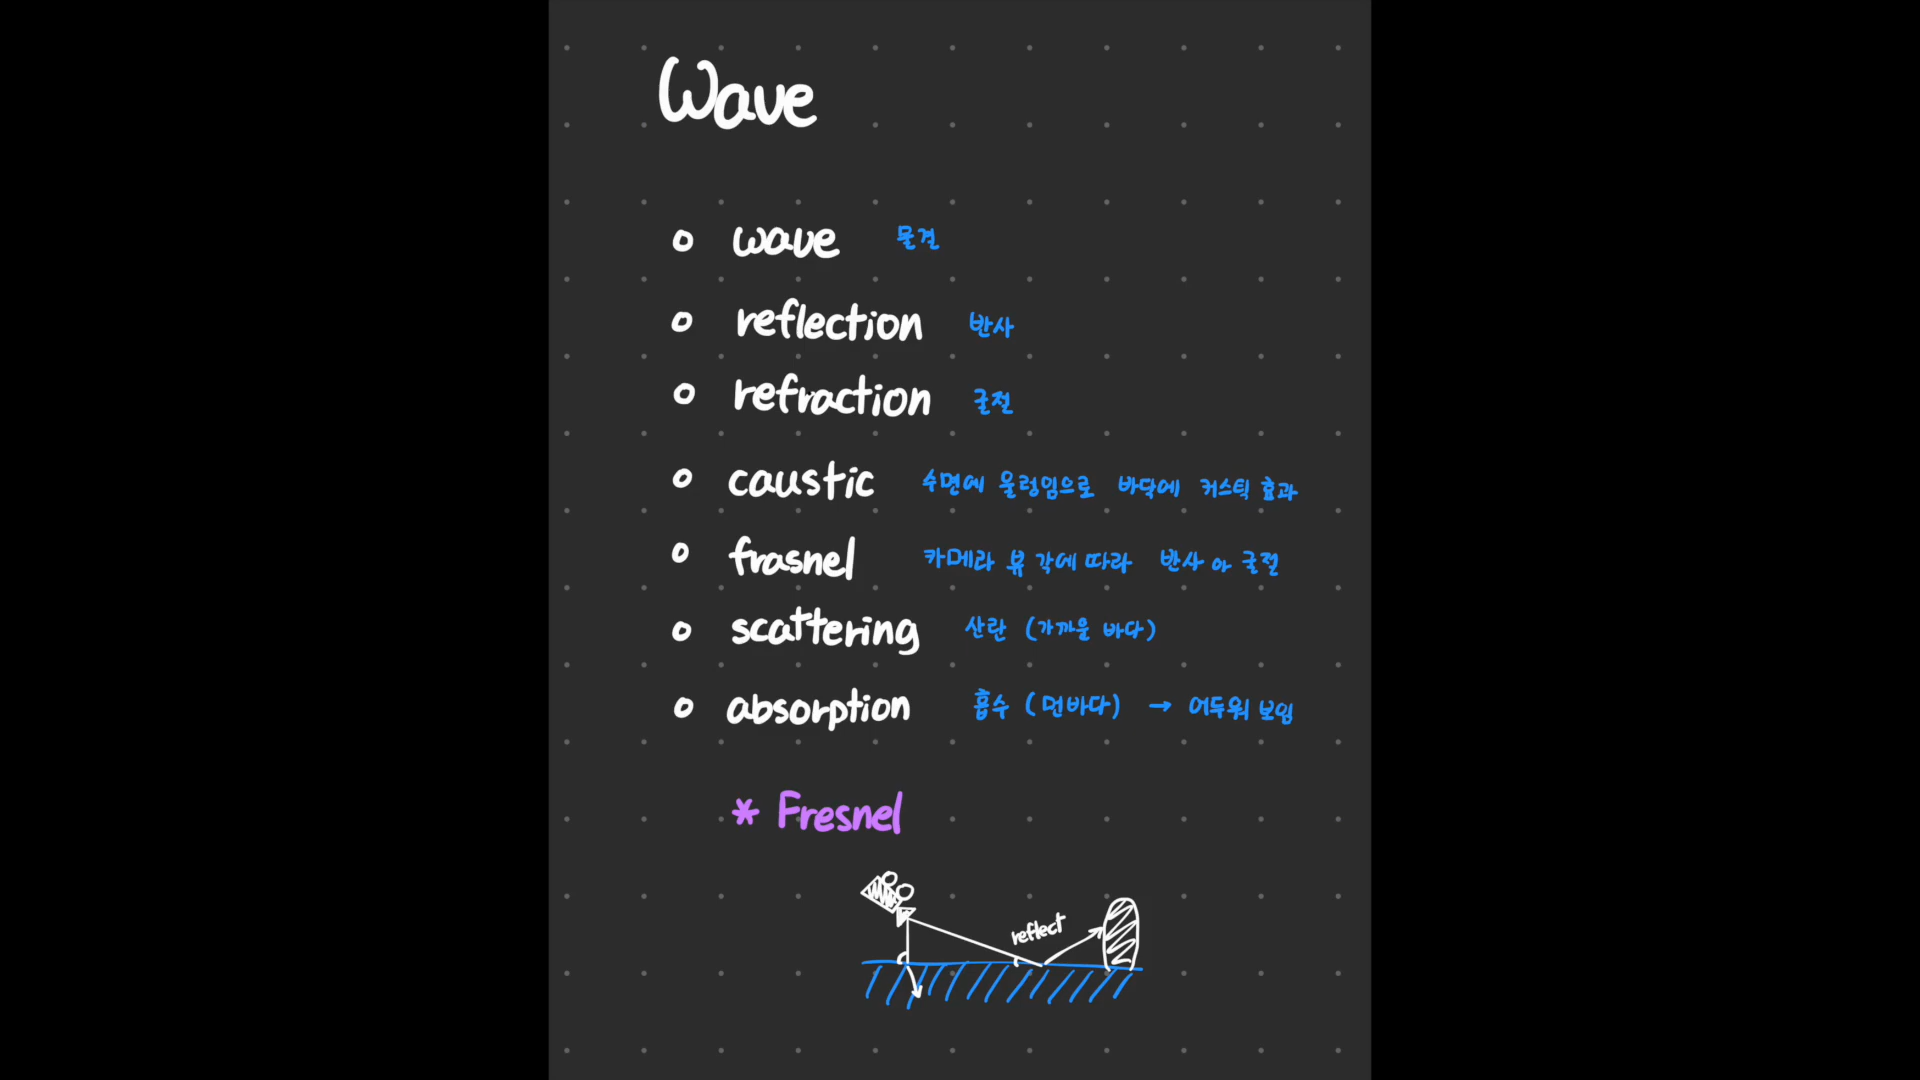 Wave
o wave 물결
o reflection 반사
o refraction 굴절
o caustic 수면에 울렁임으로 바닥에 커스틱 효과
o frasnel 카메라 뷰 각에 따라 반사 or 굴절
o scattering 산란 (가까운 바다)
o absorption 흡수 (먼바다) → 어두워 보임
* Fresnel
reflect